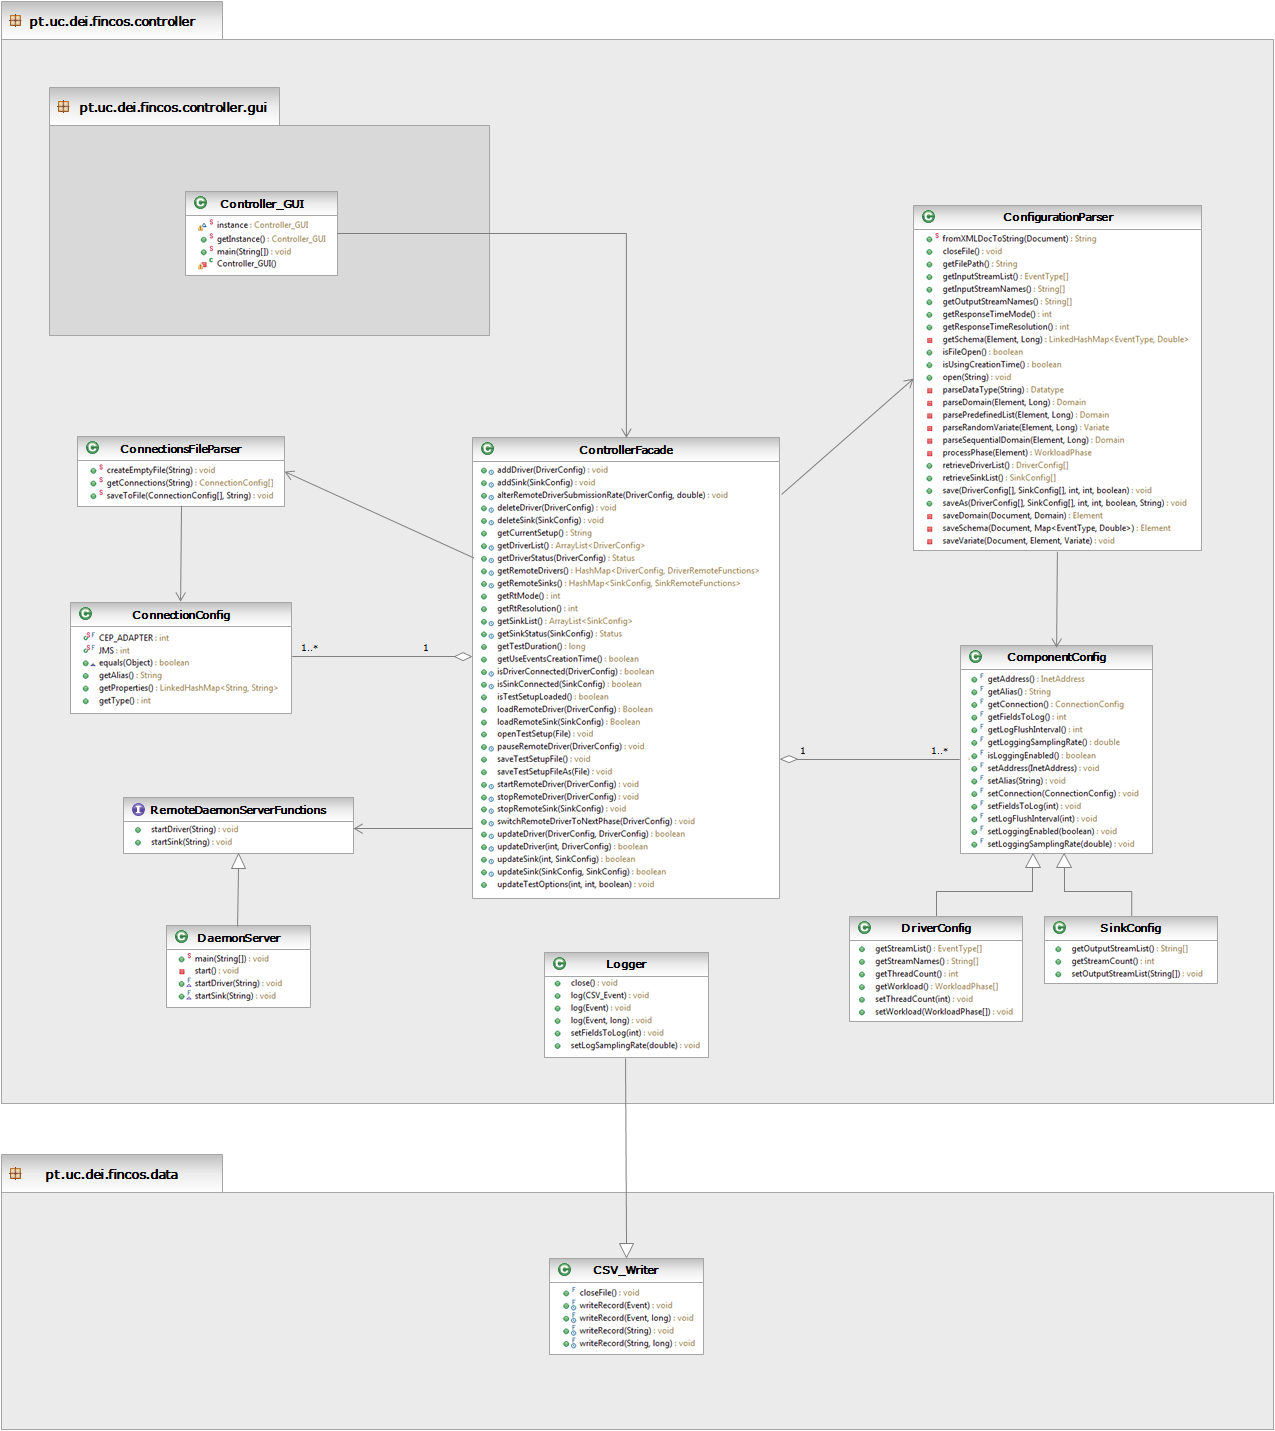 pt.uc.dei.fincos.controller
pt.uc.dei.fincos.controller.gui
Controller_GUI
instance : Controller_GUI
getInstance() : Controller_GUI
main(String[]) : void
Controller_GUI()
ConfigurationParser
fromXMLDocToString(Document) : String
closeFile() : void
getFilePath() : String
getInputStreamList() : EventType[]
getInputStreamNames() : String[]
getOutputStreamNames() : String[]
getResponseTimeMode() : int
getResponseTimeResolution() : int
getSchema(Element, Long) : LinkedHashMap<EventType, Double>
isFileOpen() : boolean
isUsingCreationTime() : boolean
open(String) : void
parseDataType(String) : Datatype
parseDomain(Element, Long) : Domain
parsePredefinedList(Element, Long) : Domain
parseRandomVariate(Element, Long) : Variate
parseSequentialDomain(Element, Long) : Domain
processPhase(Element) : WorkloadPhase
retrieveDriverList() : DriverConfig[]
retrieveSinkList() : SinkConfig[]
save(DriverConfig[], SinkConfig[], int, int, boolean) : void
saveAs(DriverConfig[], SinkConfig[], int, int, boolean, String) : void
saveDomain(Document, Domain) : Element
saveSchema(Document, Map<EventType, Double>) : Element
saveVariate(Document, Element, Variate) : void
ConnectionsFileParser
createEmptyFile(String) : void
getConnections(String) : ConnectionConfig[]
saveToFile(ConnectionConfig[], String) : void
ControllerFacade
addDriver(DriverConfig) : void
addSink(SinkConfig) : void
alterRemoteDriverSubmissionRate(DriverConfig, double) : void
deleteDriver(DriverConfig) : void
deleteSink(SinkConfig) : void
getCurrentSetup() : String
getDriverList() : ArrayList<DriverConfig>
getDriverStatus(DriverConfig) : Status
getRemoteDrivers() : HashMap<DriverConfig, DriverRemoteFunctions>
getRemoteSinks() : HashMap<SinkConfig, SinkRemoteFunctions>
getRtMode() : int
getRtResolution() : int
getSinkList() : ArrayList<SinkConfig>
getSinkStatus(SinkConfig) : Status
getTestDuration() : long
getUseEventsCreationTime() : boolean
isDriverConnected(DriverConfig) : boolean
isSinkConnected(SinkConfig) : boolean
isTestSetupLoaded() : boolean
loadRemoteDriver(DriverConfig) : Boolean
loadRemoteSink(SinkConfig) : Boolean
openTestSetup(File) : void
pauseRemoteDriver(DriverConfig) : void
saveTestSetupFile() : void
saveTestSetupFileAs(File) : void
startRemoteDriver(DriverConfig) : void
stopRemoteDriver(DriverConfig) : void
stopRemoteSink(SinkConfig) : void
switchRemoteDriverToNextPhase(DriverConfig) : void
updateDriver(DriverConfig, DriverConfig) : boolean
updateDriver(int, DriverConfig) : boolean
updateSink(int, SinkConfig) : boolean
updateSink(SinkConfig, SinkConfig) : boolean
updateTestOptions(int, int, boolean) : void
ConnectionConfig
CEP_ADAPTER : int
JMS : int
equals(Object) : boolean
getAlias() : String
getProperties() : LinkedHashMap<String, String>
getType() : int
1..*
1
ComponentConfig
getAddress() : InetAddress
getAlias() : String
getConnection() : ConnectionConfig
getFieldsToLog() : int
getLogFlushInterval() : int
getLoggingSamplingRate() : double
isLoggingEnabled() : boolean
setAddress(InetAddress) : void
setAlias(String) : void
setConnection(ConnectionConfig) : void
setFieldsToLog(int) : void
setLogFlushInterval(int) : void
setLoggingEnabled(boolean) : void
setLoggingSamplingRate(double) : void
1
1..*
RemoteDaemonServerFunctions
startDriver(String) : void
startSink(String) : void
DaemonServer
main(String[]) : void
start() : void
startDriver(String) : void
startSink(String) : void
Logger
close() : void
log(CSV_Event) : void
log(Event) : void
log(Event, long) : void
setFieldsToLog(int) : void
setLogSamplingRate(double) : void
DriverConfig
getStreamList() : EventType[]
getStreamNames() : String[]
getThreadCount() : int
getWorkload() : WorkloadPhase[]
setThreadCount(int) : void
setWorkload(WorkloadPhase[]) : void
SinkConfig
getOutputStreamList() : String[]
getStreamCount() : int
setOutputStreamList(String[]) : void
pt.uc.dei.fincos.data
CSV_Writer
closeFile() : void
writeRecord(Event) : void
writeRecord(Event, long) : void
writeRecord(String) : void
writeRecord(String, long) : void